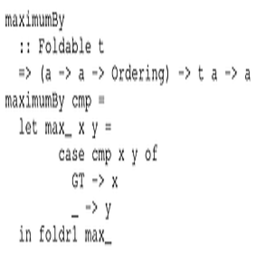 maximumBy
  :: Foldable t
  => (a -> a -> Ordering) -> t a -> a
maximumBy cmp =
  let max_ x y =
        case cmp x y of
          GT -> x
          _ -> y
  in foldr1 max_